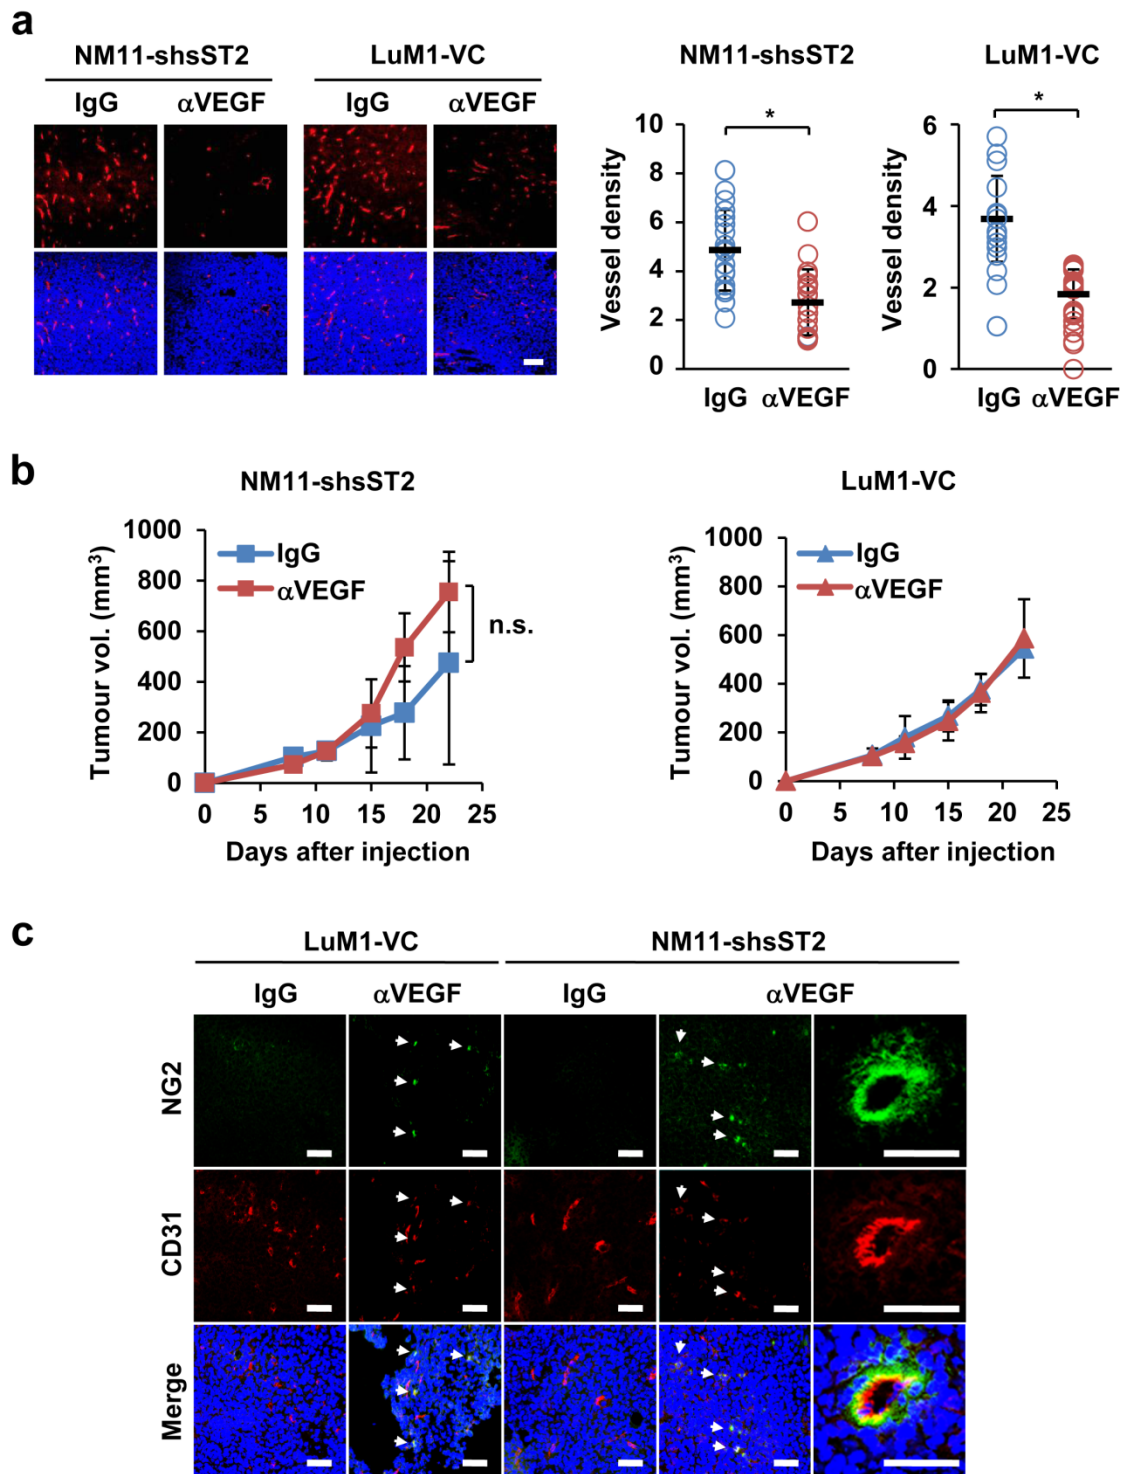 a
NM11-shsST2
LuM1-VC
IgG
αVEGF
IgG
αVEGF
NM11-shsST2
LuM1-VC
*
*
Vessel density
10
8
6
4
2
0
IgG αVEGF
Vessel density
6
4
2
0
IgG αVEGF
b
NM11-shsST2
Tumour vol. (mm³)
1000
800
600
400
200
0
IgG
αVEGF
n.s.
0 5 10 15 20 25
Days after injection
LuM1-VC
Tumour vol. (mm³)
1000
800
600
400
200
0
IgG
αVEGF
0 5 10 15 20 25
Days after injection
c
LuM1-VC
NM11-shsST2
IgG
αVEGF
IgG
αVEGF
NG2
CD31
Merge